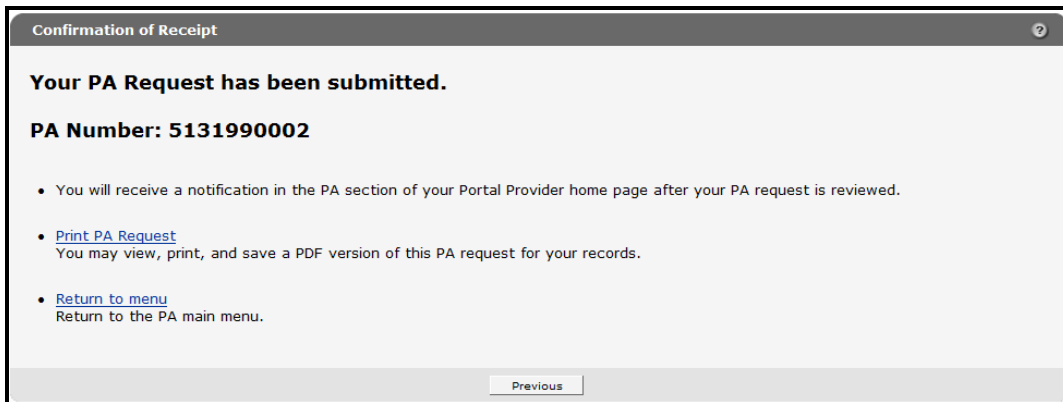 Confirmation of Receipt ?
Your PA Request has been submitted.
PA Number: 5131990002
• You will receive a notification in the PA section of your Portal Provider home page after your PA request is reviewed.
• Print PA Request
You may view, print, and save a PDF version of this PA request for your records.
• Return to menu
Return to the PA main menu.
Previous